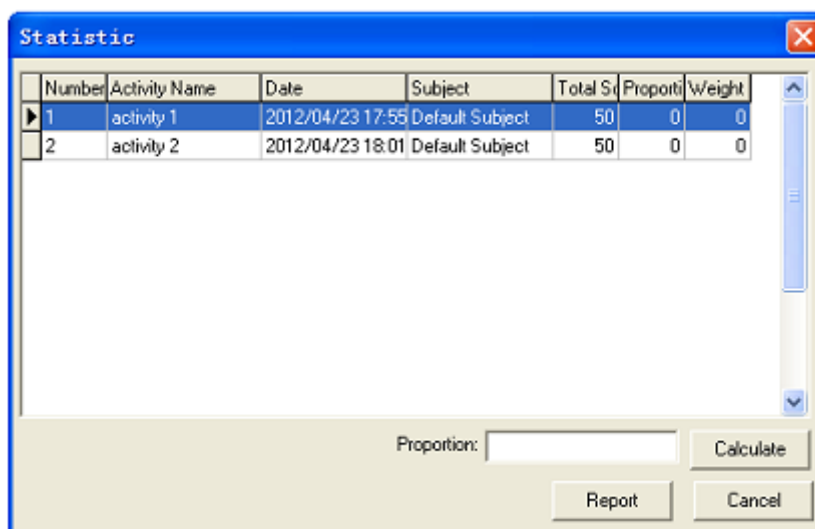 Statistic
Number Activity Name Date Subject Total Sc Proporti Weight
1 activity 1 2012/04/23 17:55 Default Subject 50 0 0
2 activity 2 2012/04/23 18:01 Default Subject 50 0 0
Proportion: Calculate
Report Cancel